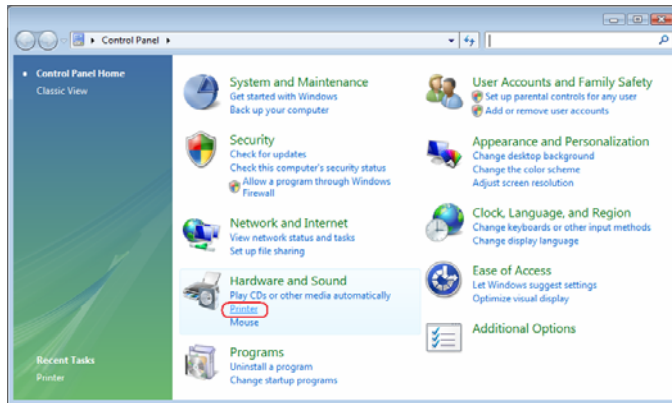 Control Panel
Control Panel Home
Classic View
System and Maintenance
Get started with Windows
Back up your computer
Security
Check for updates
Check this computer's security status
Allow a program through Windows
Firewall
Network and Internet
View network status and tasks
Set up file sharing
Hardware and Sound
Play CDs or other media automatically
Printer
Mouse
Programs
Uninstall a program
Change startup programs
User Accounts and Family Safety
Set up parental controls for any user
Add or remove user accounts
Appearance and Personalization
Change desktop background
Change the color scheme
Adjust screen resolution
Clock, Language, and Region
Change keyboards or other input methods
Change display language
Ease of Access
Let Windows suggest settings
Optimize visual display
Additional Options
Recent Tasks
Printer